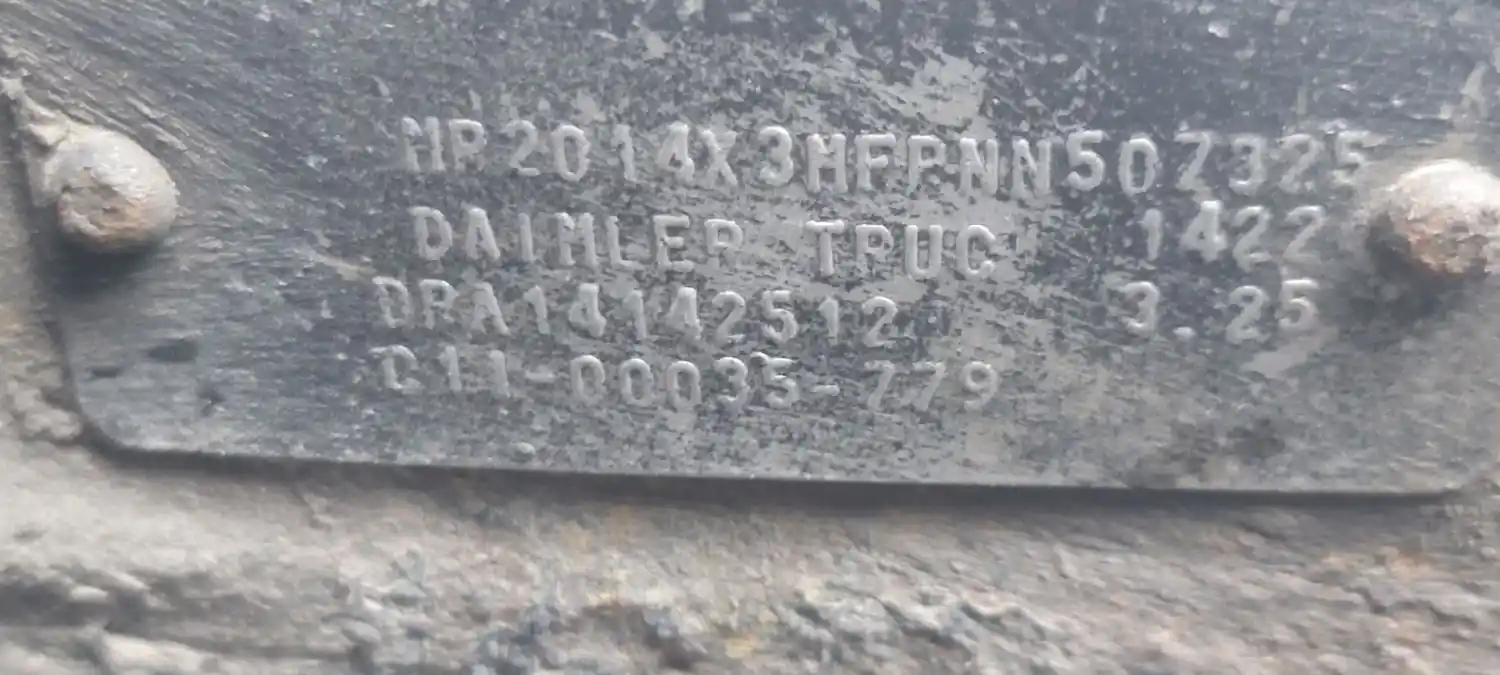 MP2014X3HFPNN507325
DAIMLER TRUC 1422
DRA14142512 3.25
C11-00035-779